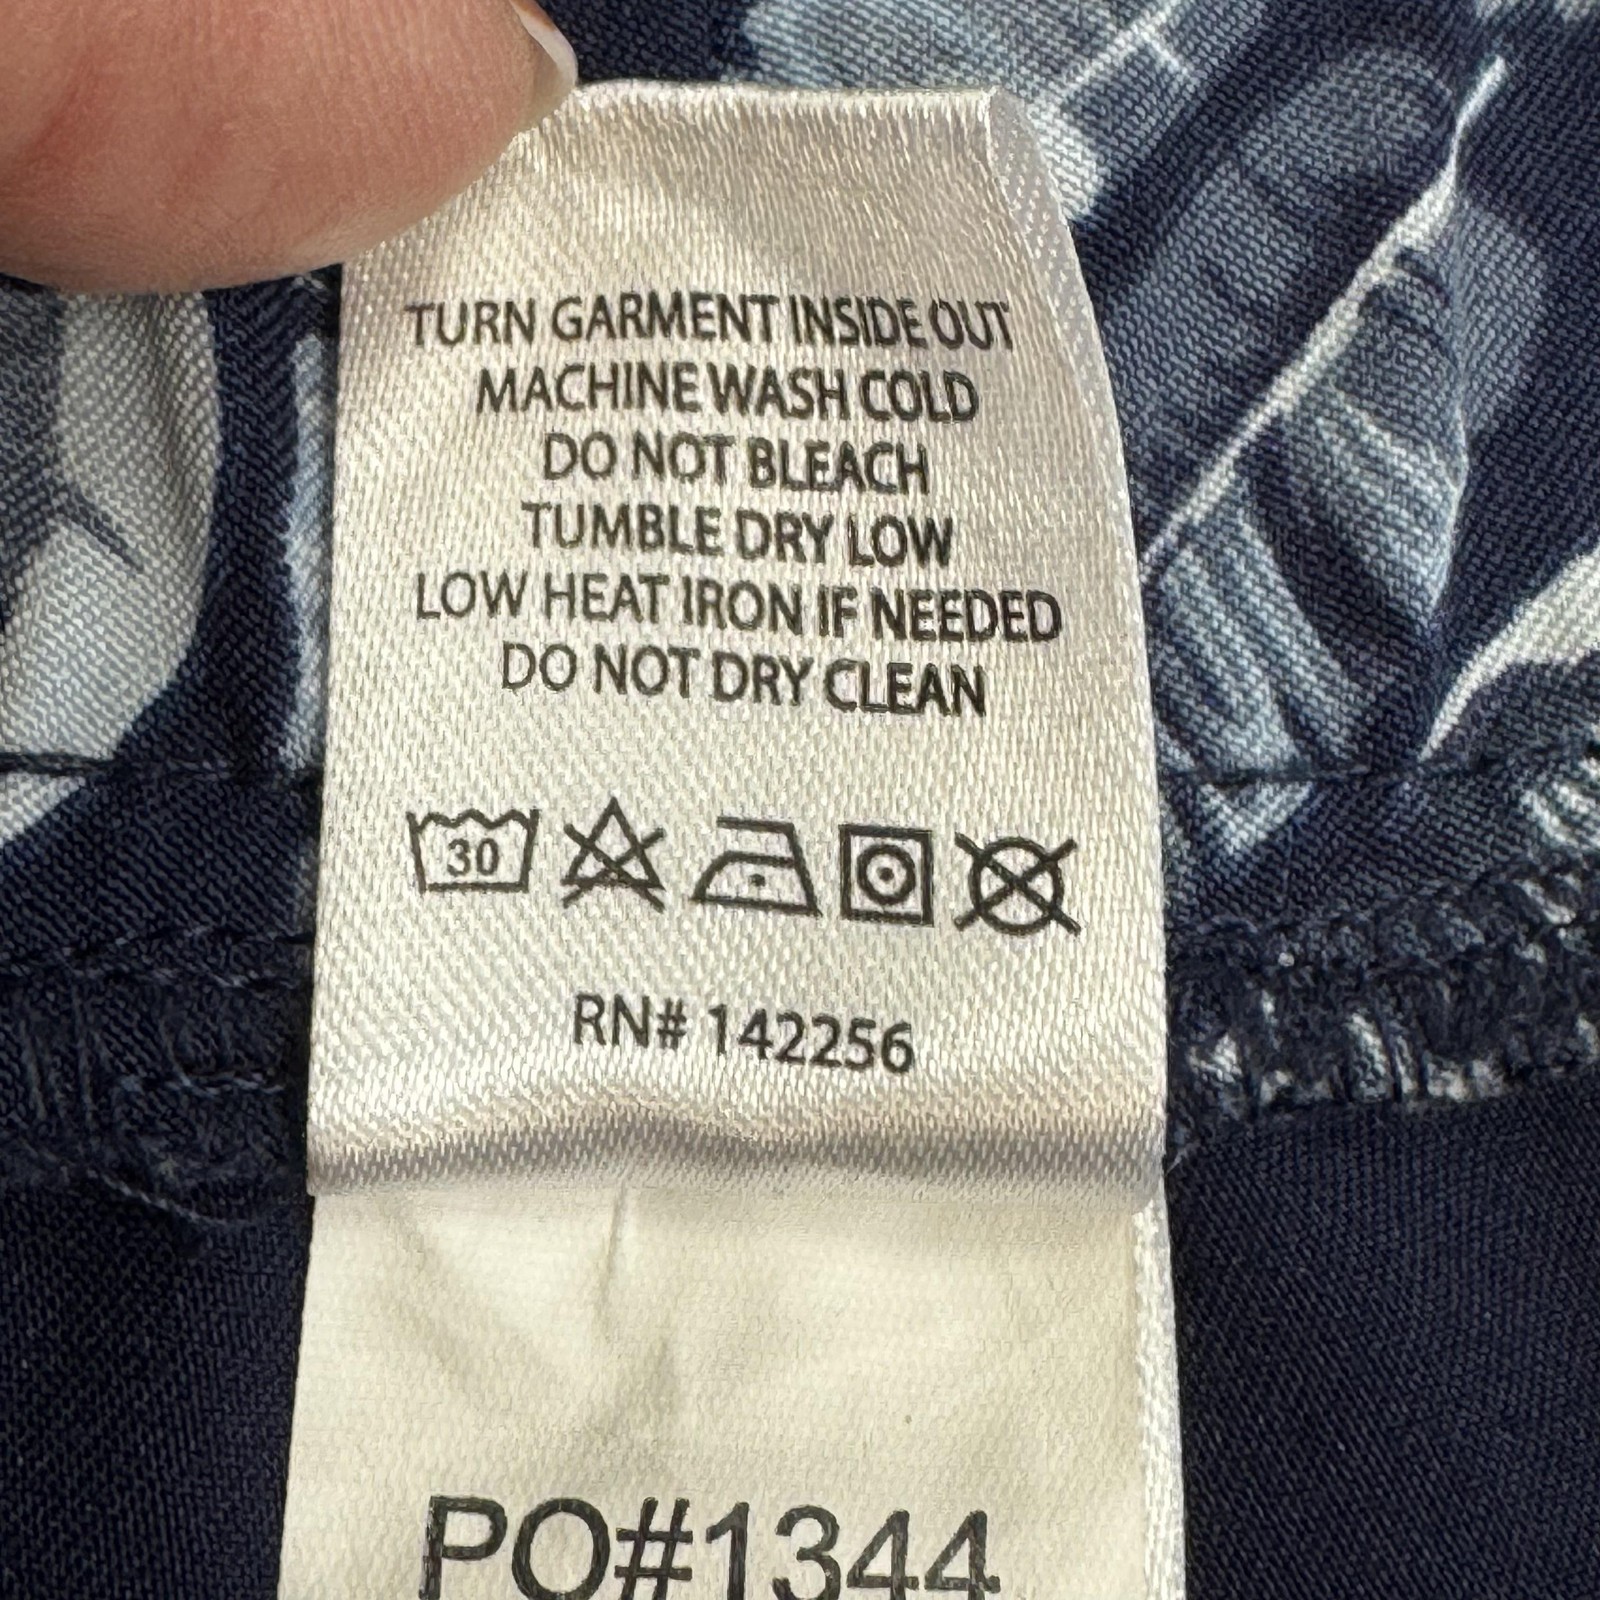 TURN GARMENT INSIDE OUT
MACHINE WASH COLD
DO NOT BLEACH
TUMBLE DRY LOW
LOW HEAT IRON IF NEEDED
DO NOT DRY CLEAN
30
RN# 142256
PO#1344